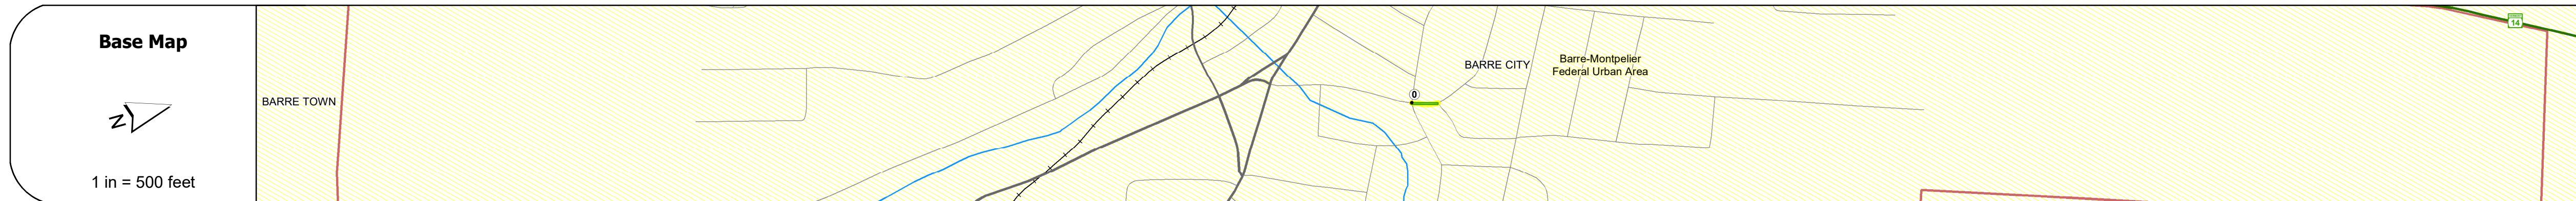 Base Map
N
1 in = 500 feet
BARRE TOWN
0
BARRE CITY
Barre-Montpelier
Federal Urban Area
14